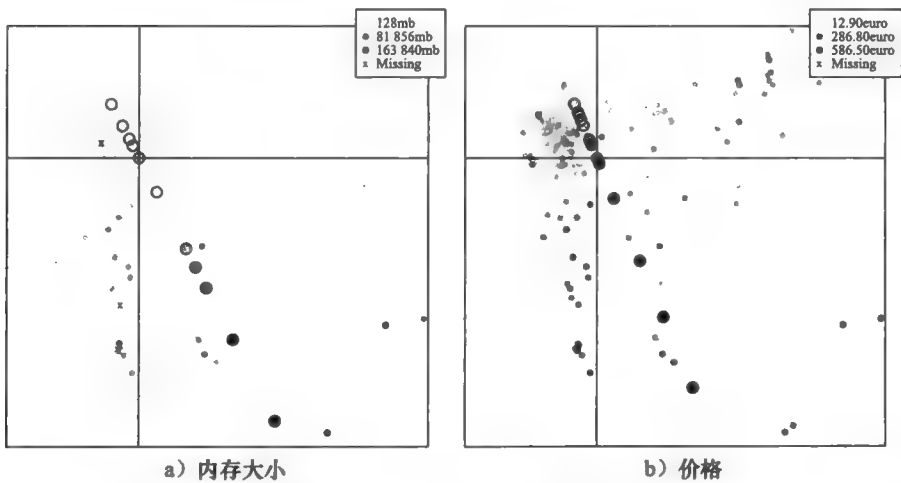 128mb
81 856mb
163 840mb
x Missing
12.90euro
286.80euro
586.50euro
x Missing
a）内存大小
b）价格